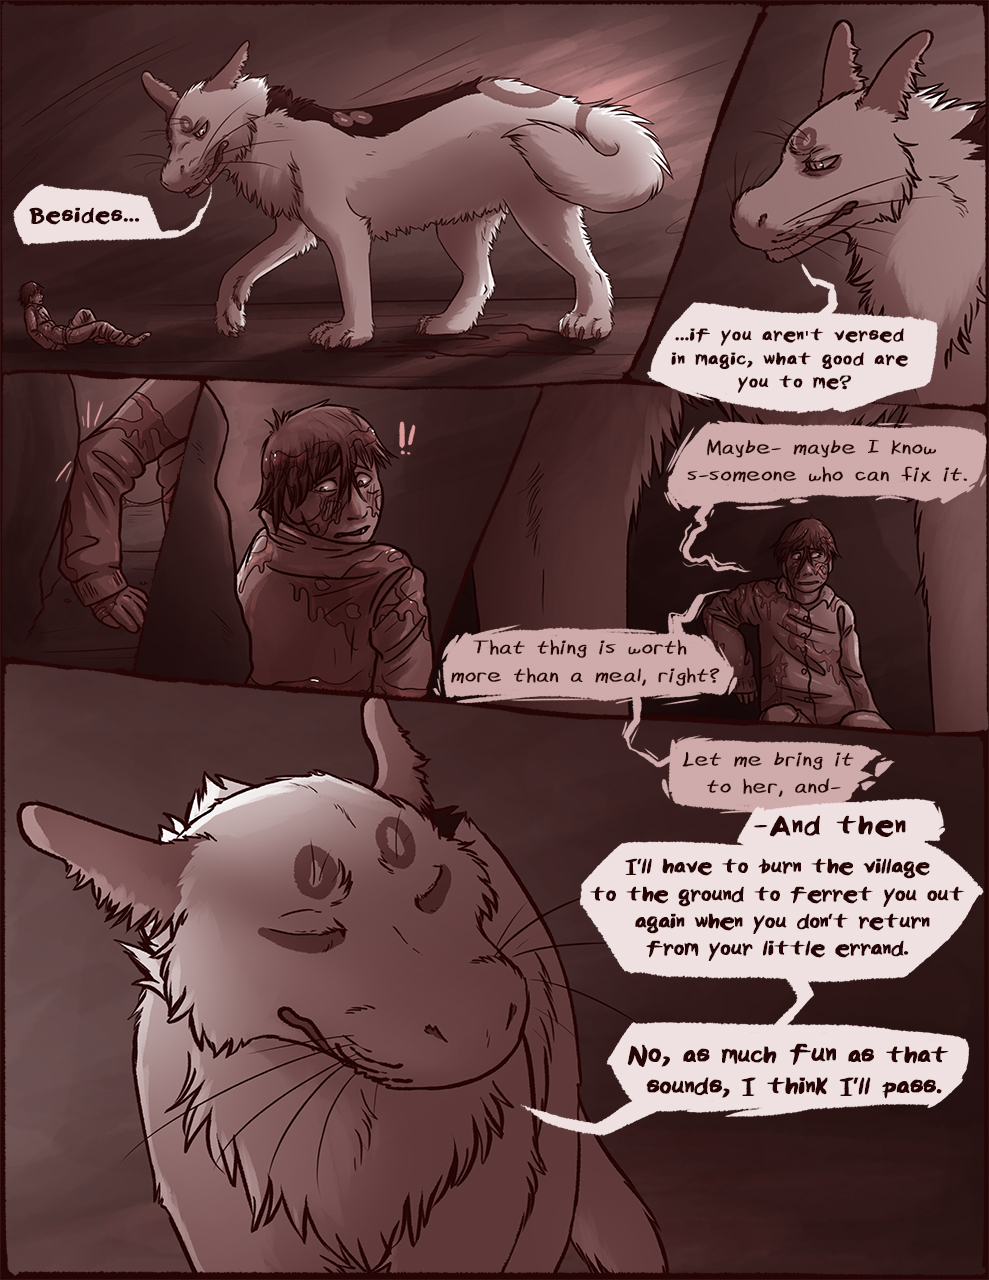 Besides...
...if you aren't versed
in magic, what good are
you to me?
!!
Maybe- maybe I know
s-someone who can fix it.
That thing is worth
more than a meal, right?
Let me bring it
to her, and-
-And then
I'll have to burn the village
to the ground to ferret you out
again when you don't return
from your little errand.
No, as much fun as that
sounds, I think I'll pass.